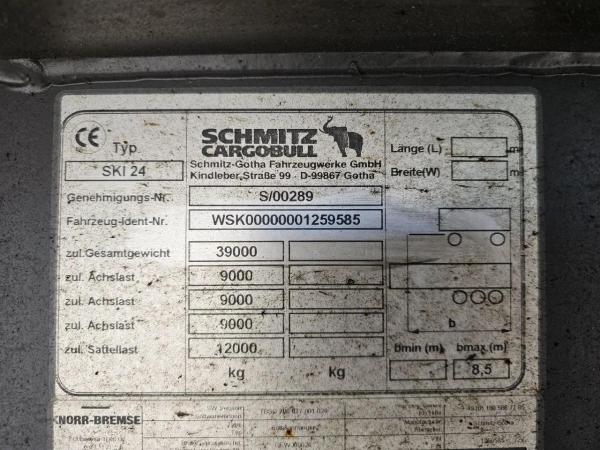 CE
Typ
SKI 24
SCHMITZ
CARGOBULL
Schmitz-Gotha Fahrzeugwerke GmbH
Kindleber Straße 99 - D-99867 Gotha
Länge (L) m
Breite(W) m
Genehmigungs-Nr. S/00289
Fahrzeug-Ident-Nr. WSK00000001259585
zul.Gesamtgewicht 39000
zul. Achslast 9000
zul. Achslast 9000
zul. Achslast 9000
zul. Sattellast 12000
kg kg
b
bmin (m) bmax.(m)
8,5
KNORR-BREMSE